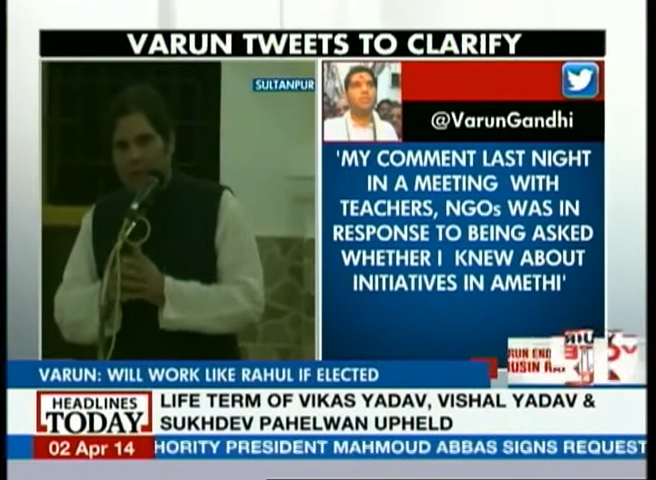 VARUN TWEETS TO CLARIFY
SULTANPUR
@VarunGandhi
'MY COMMENT LAST NIGHT
IN A MEETING WITH
TEACHERS, NGOs WAS IN
RESPONSE TO BEING ASKED
WHETHER I KNEW ABOUT
INITIATIVES IN AMETHI'
VARUN: WILL WORK LIKE RAHUL IF ELECTED
HEADLINES
TODAY
LIFE TERM OF VIKAS YADAV, VISHAL YADAV &
SUKHDEV PAHELWAN UPHELD
02 Apr 14
HORITY PRESIDENT MAHMOUD ABBAS SIGNS REQUEST